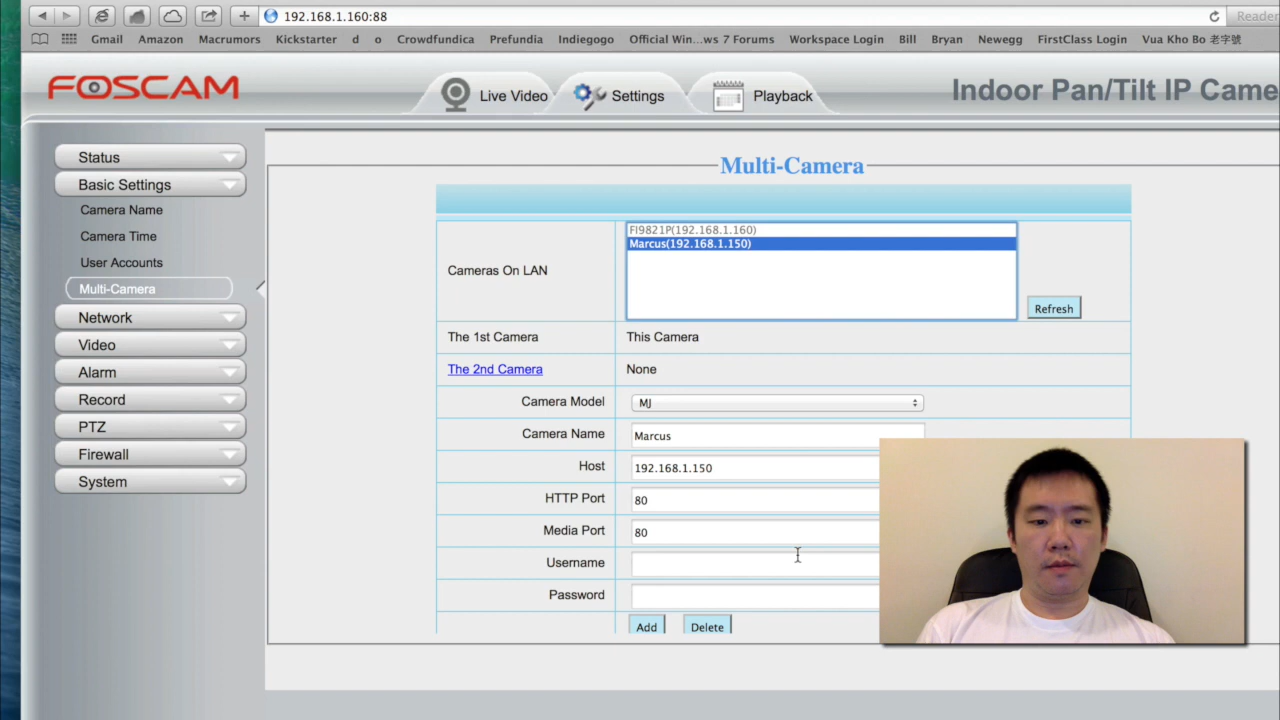 192.168.1.160:88
Reader
Gmail Amazon Macrumors Kickstarter d o Crowdfundica Prefundia Indiegogo Official Win...ws 7 Forums Workspace Login Bill Bryan Newegg FirstClass Login Vua Kho Bo 老字號
FOSCAM
Live Video
Settings
Playback
Indoor Pan/Tilt IP Came
Status
Basic Settings
Camera Name
Camera Time
User Accounts
Multi-Camera
Network
Video
Alarm
Record
PTZ
Firewall
System
Multi-Camera
Cameras On LAN
FI9821P(192.168.1.160)
Marcus(192.168.1.150)
Refresh
The 1st Camera This Camera
The 2nd Camera None
Camera Model MJ
Camera Name Marcus
Host 192.168.1.150
HTTP Port 80
Media Port 80
Username
Password
Add Delete